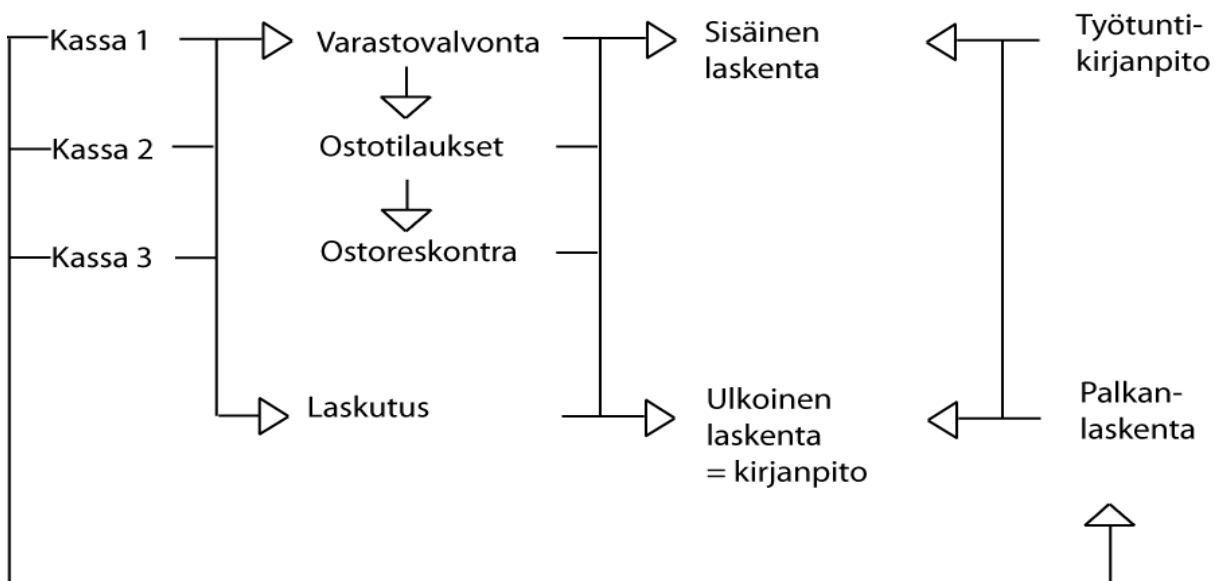 Kassa 1
Kassa 2
Kassa 3
Varastovalvonta
Ostotilaukset
Ostoreskontra
Laskutus
Sisäinen
laskenta
Ulkoinen
laskenta
= kirjanpito
Työtunti-
kirjanpito
Palkan-
laskenta